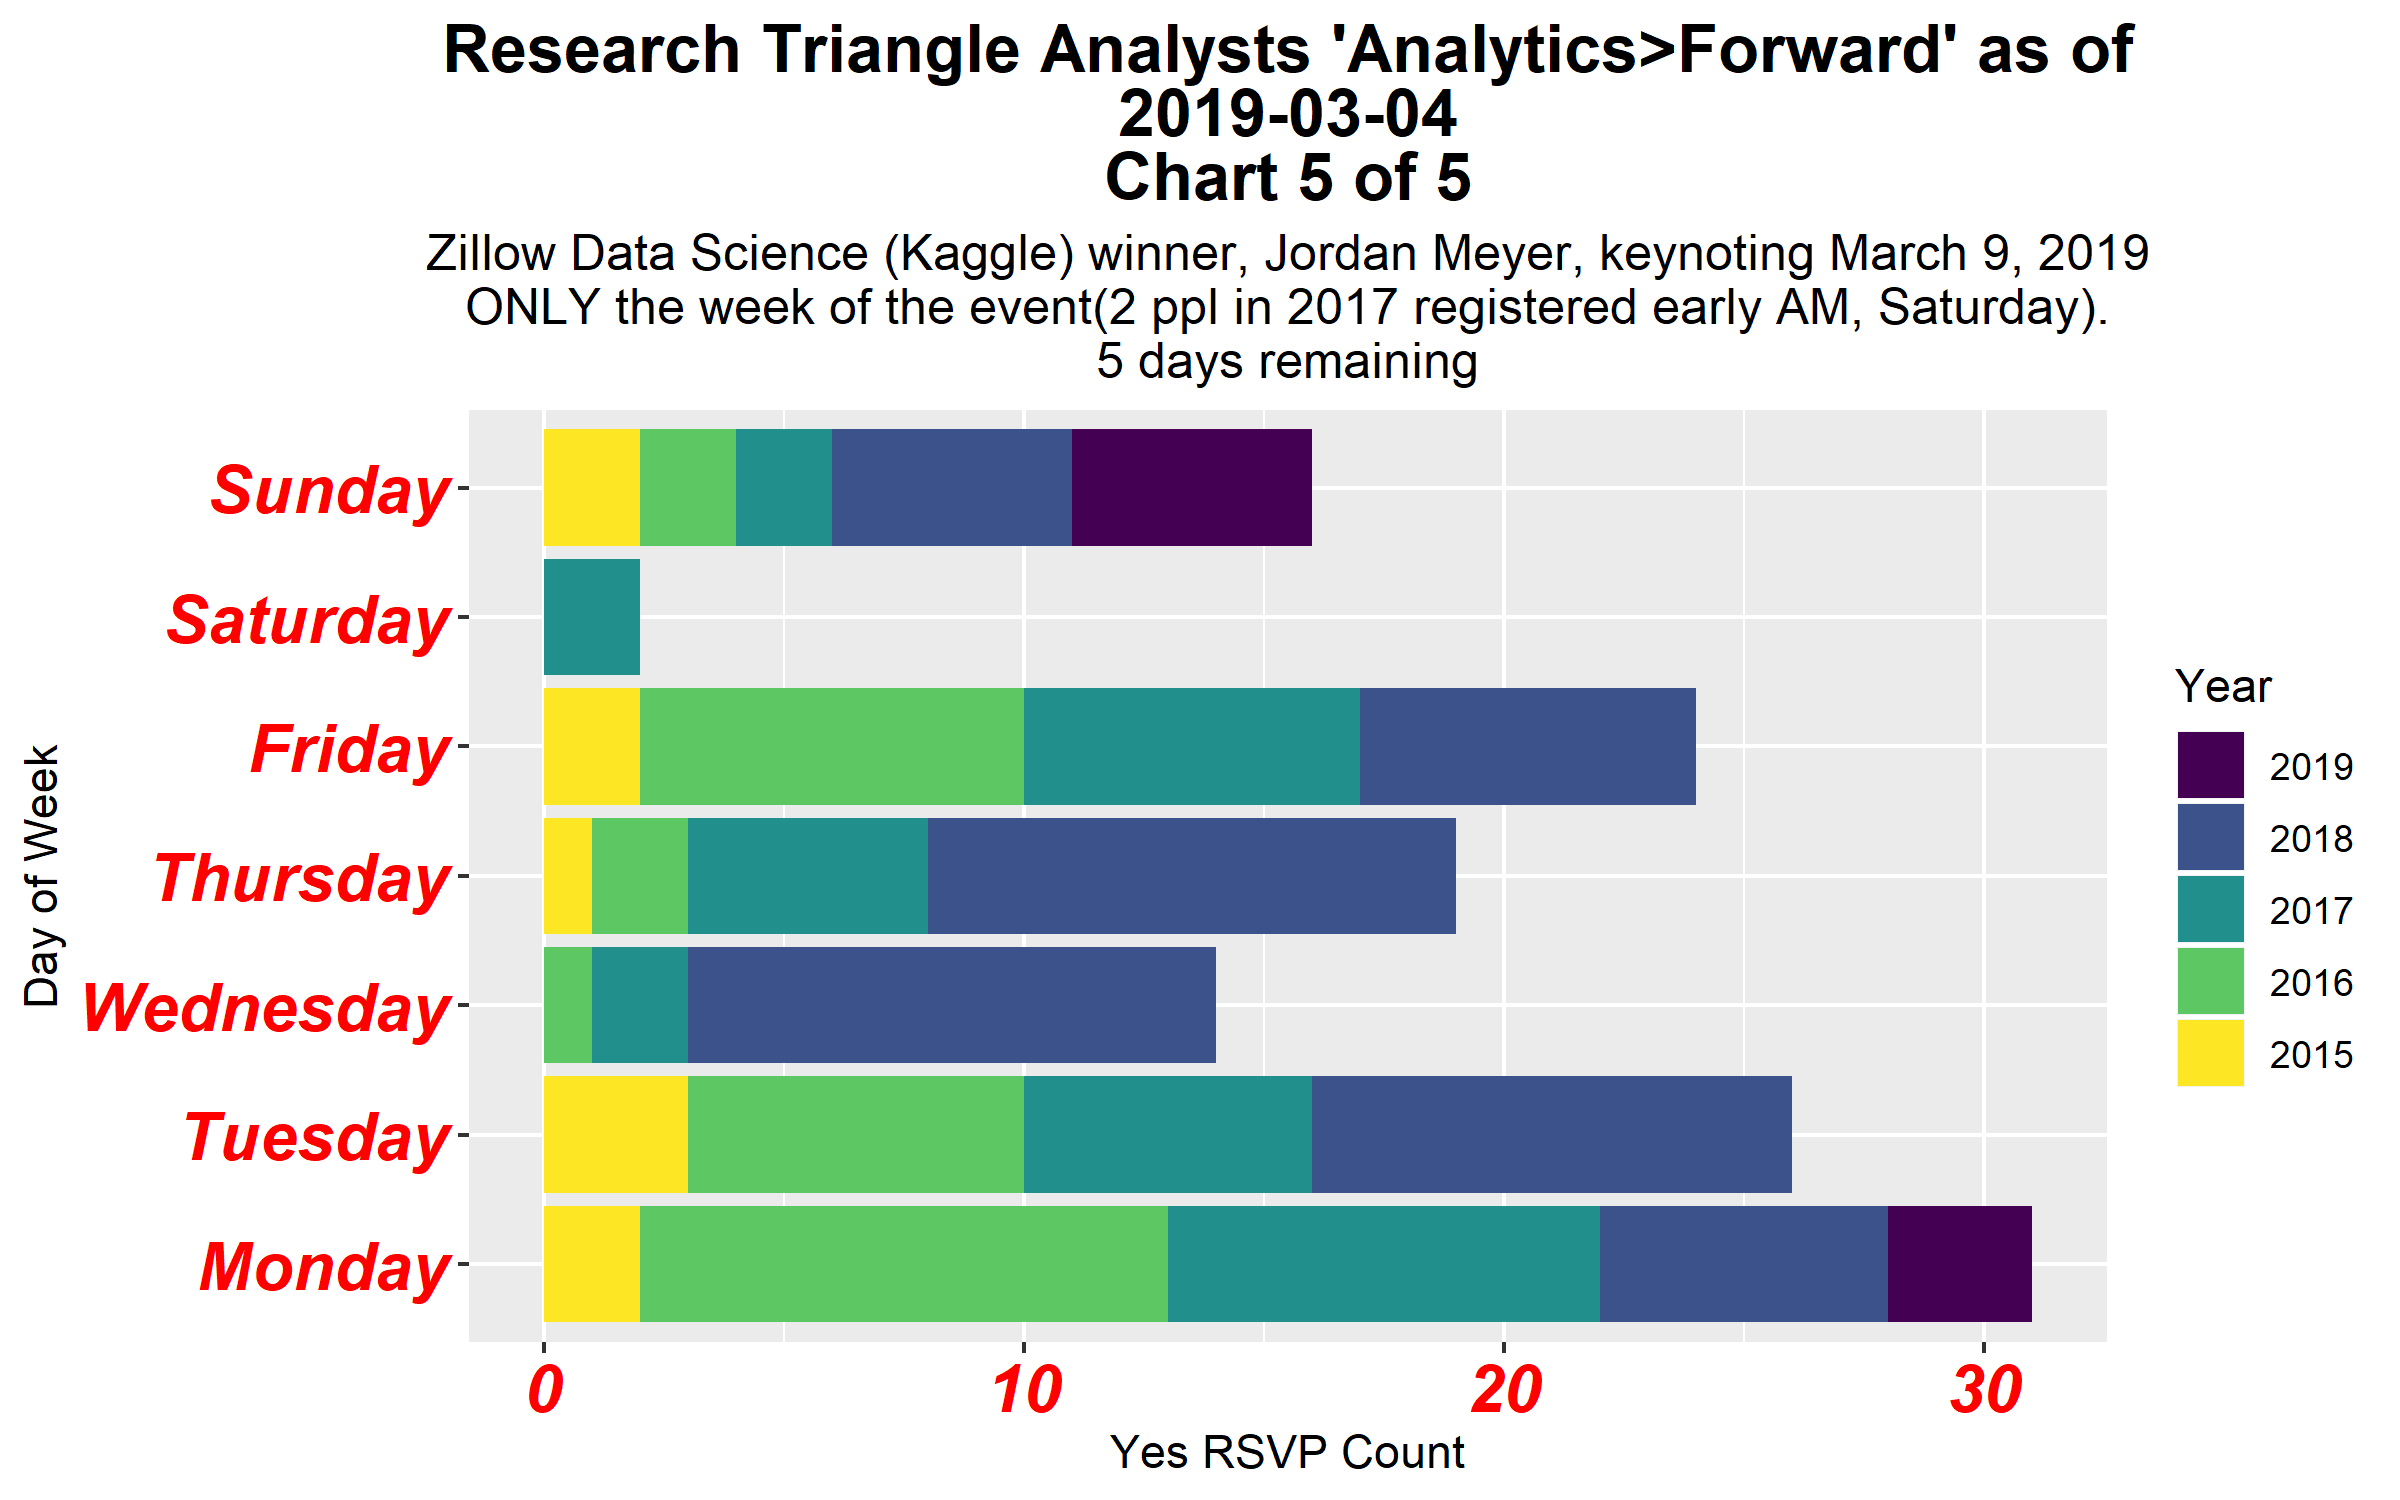 Research Triangle Analysts 'Analytics>Forward' as of
2019-03-04
Chart 5 of 5
Zillow Data Science (Kaggle) winner, Jordan Meyer, keynoting March 9, 2019
ONLY the week of the event(2 ppl in 2017 registered early AM, Saturday).
5 days remaining
Day of Week
Sunday
Saturday
Friday
Thursday
Wednesday
Tuesday
Monday
0
10
20
30
Yes RSVP Count
Year
2019
2018
2017
2016
2015